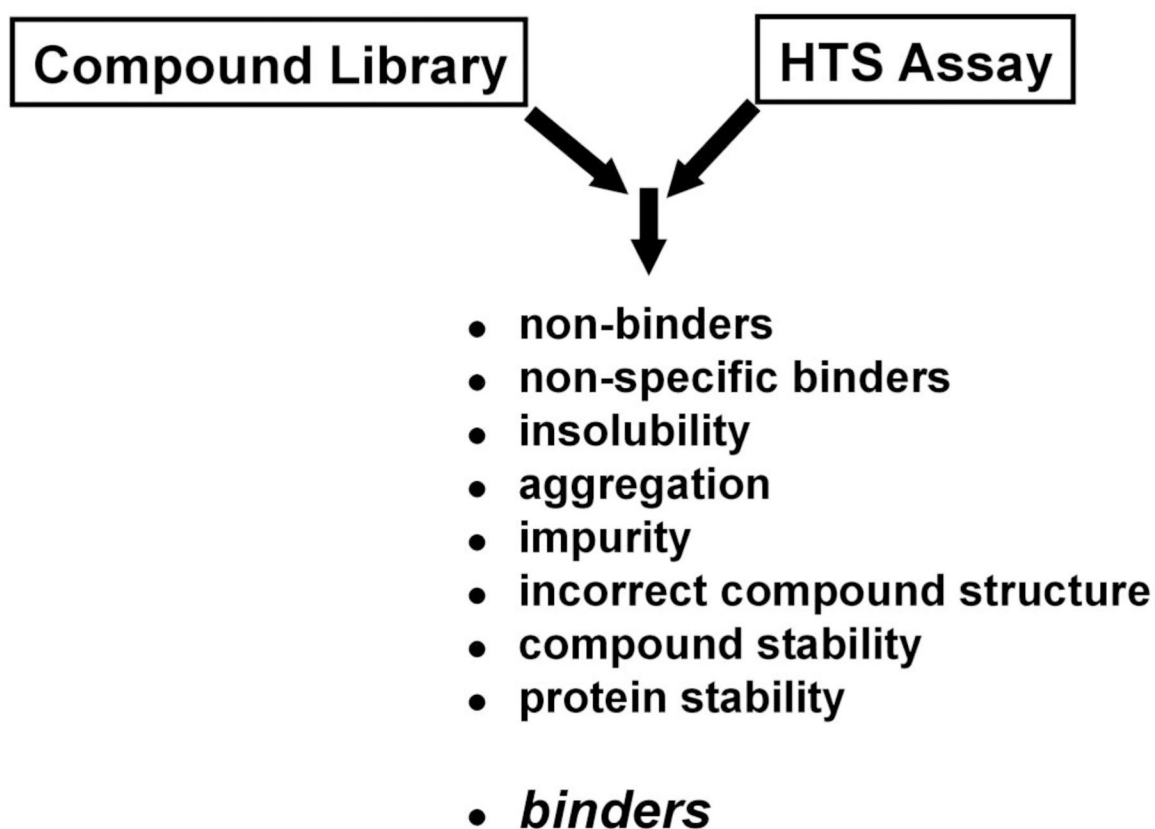 Compound Library
HTS Assay
• non-binders
• non-specific binders
• insolubility
• aggregation
• impurity
• incorrect compound structure
• compound stability
• protein stability
• binders